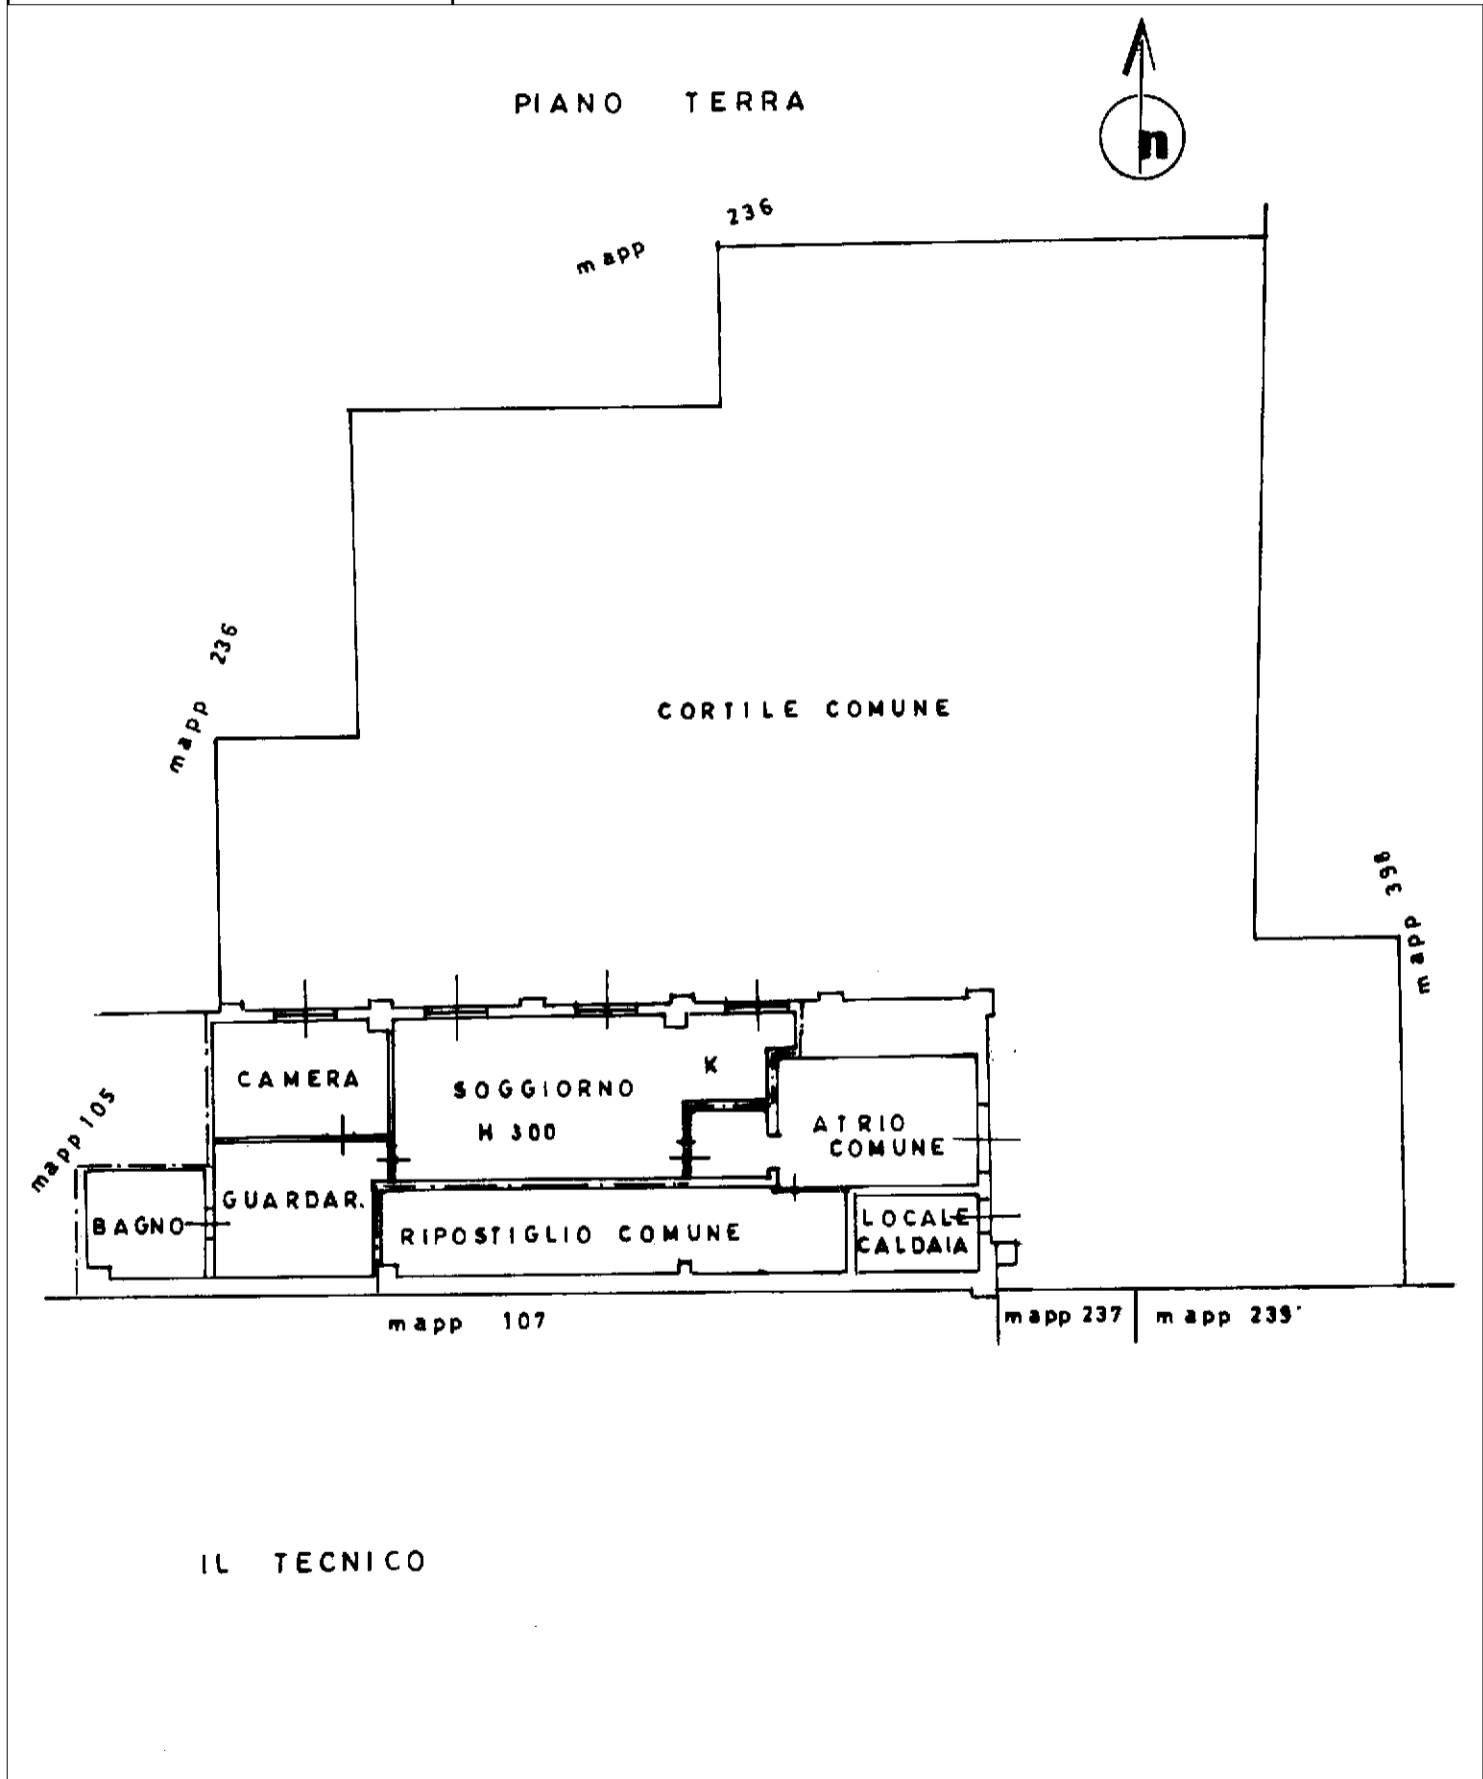 PIANO TERRA
n
mapp 236
mapp 236
CORTILE COMUNE
mapp 398
CAMERA
SOGGIORNO
K
H 300
ATRIO
COMUNE
mapp 105
GUARDAR.
BAGNO
RIPOSTIGLIO COMUNE
LOCALE
CALDAIA
mapp 107
mapp 237
mapp 239
IL TECNICO